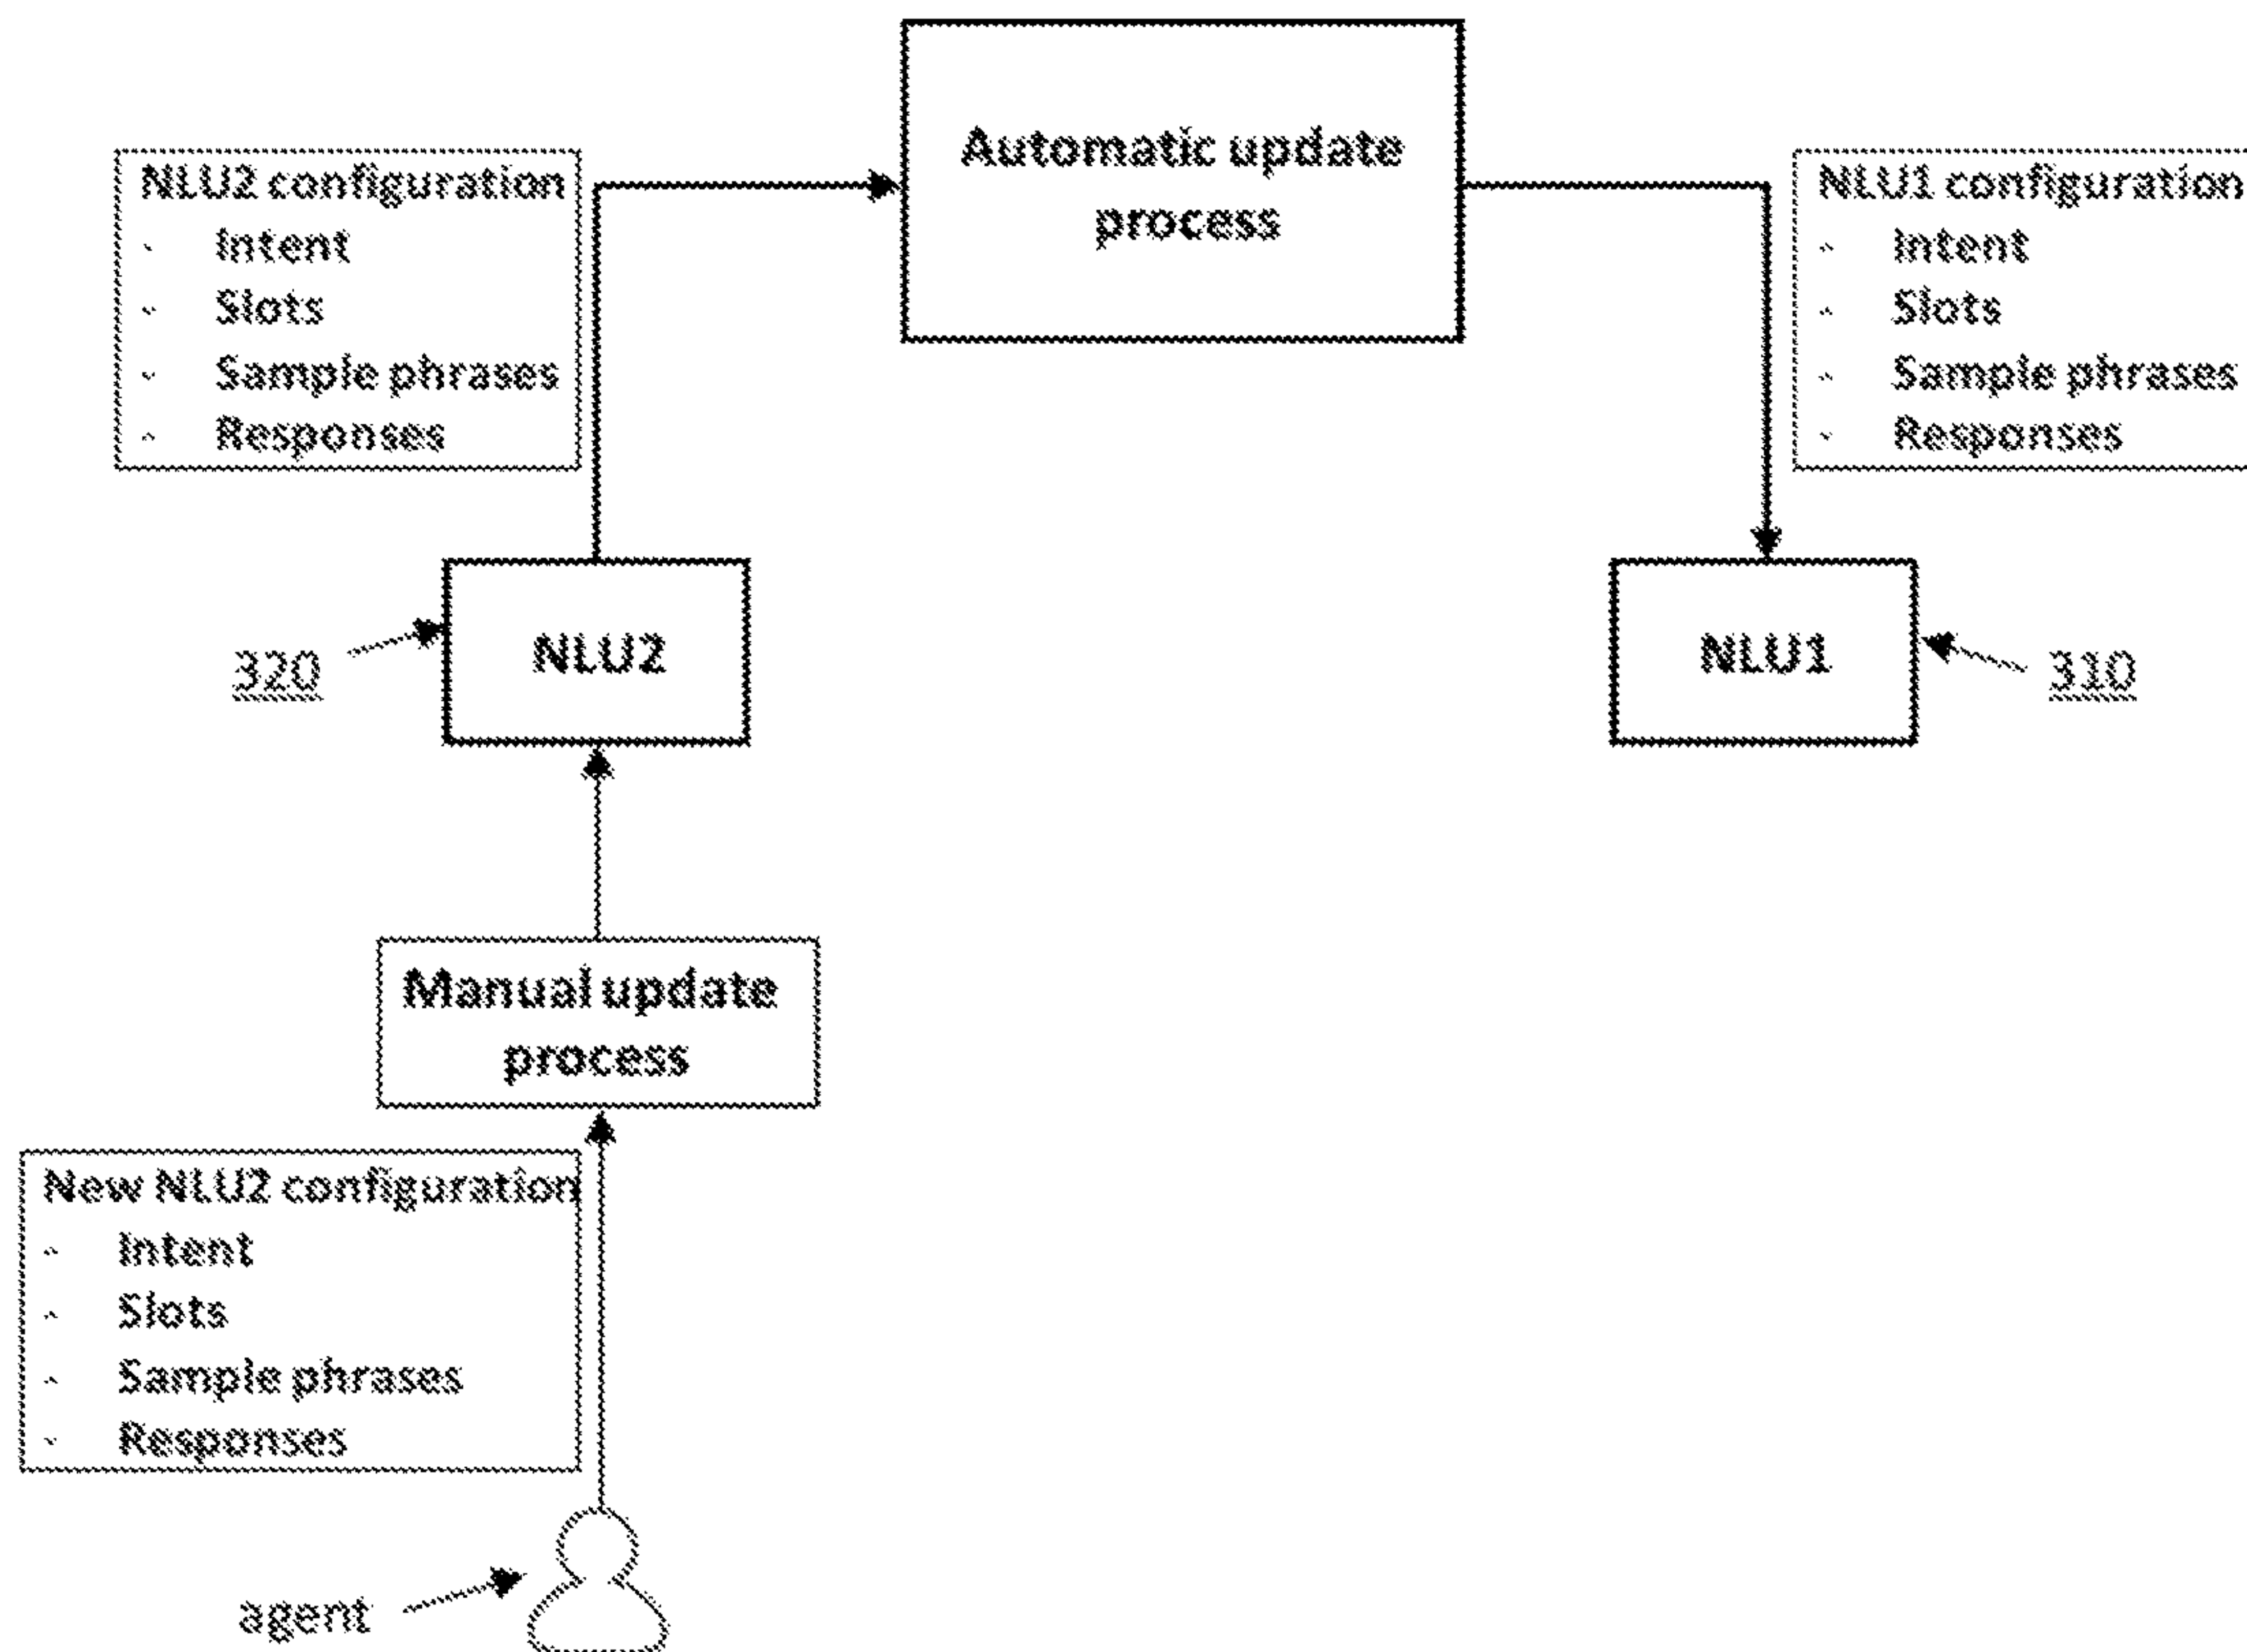 Automatic update
process
NLU2 configuration
- Intent
- Slots
- Sample phrases
- Responses
NLU1 configuration
- Intent
- Slots
- Sample phrases
- Responses
320
NLU2
NLU1
310
Manual update
process
New NLU2 configuration
- Intent
- Slots
- Sample phrases
- Responses
agent